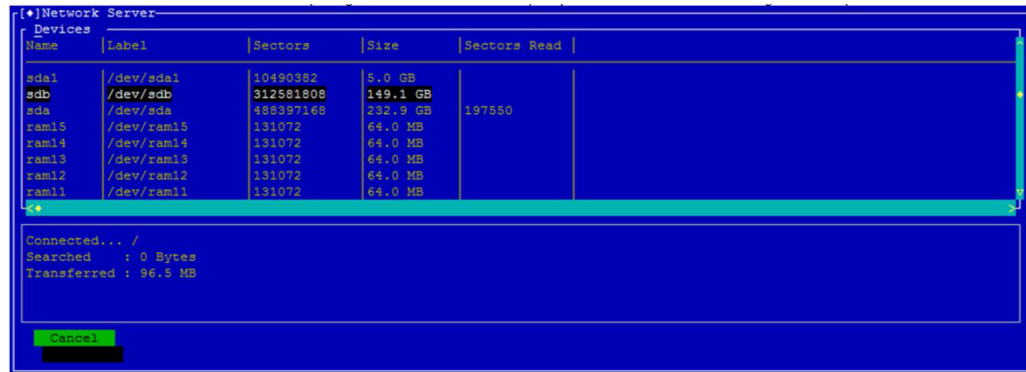 [♦]Network Server
Devices
Name |Label |Sectors |Size |Sectors Read |
sda1 |/dev/sda1 |10490382 |5.0 GB
sdb |/dev/sdb |312581808 |149.1 GB
sda |/dev/sda |488397168 |232.9 GB |197550
ram15 |/dev/ram15 |131072 |64.0 MB
ram14 |/dev/ram14 |131072 |64.0 MB
ram13 |/dev/ram13 |131072 |64.0 MB
ram12 |/dev/ram12 |131072 |64.0 MB
ram11 |/dev/ram11 |131072 |64.0 MB
Connected... /
Searched : 0 Bytes
Transferred : 96.5 MB
Cancel